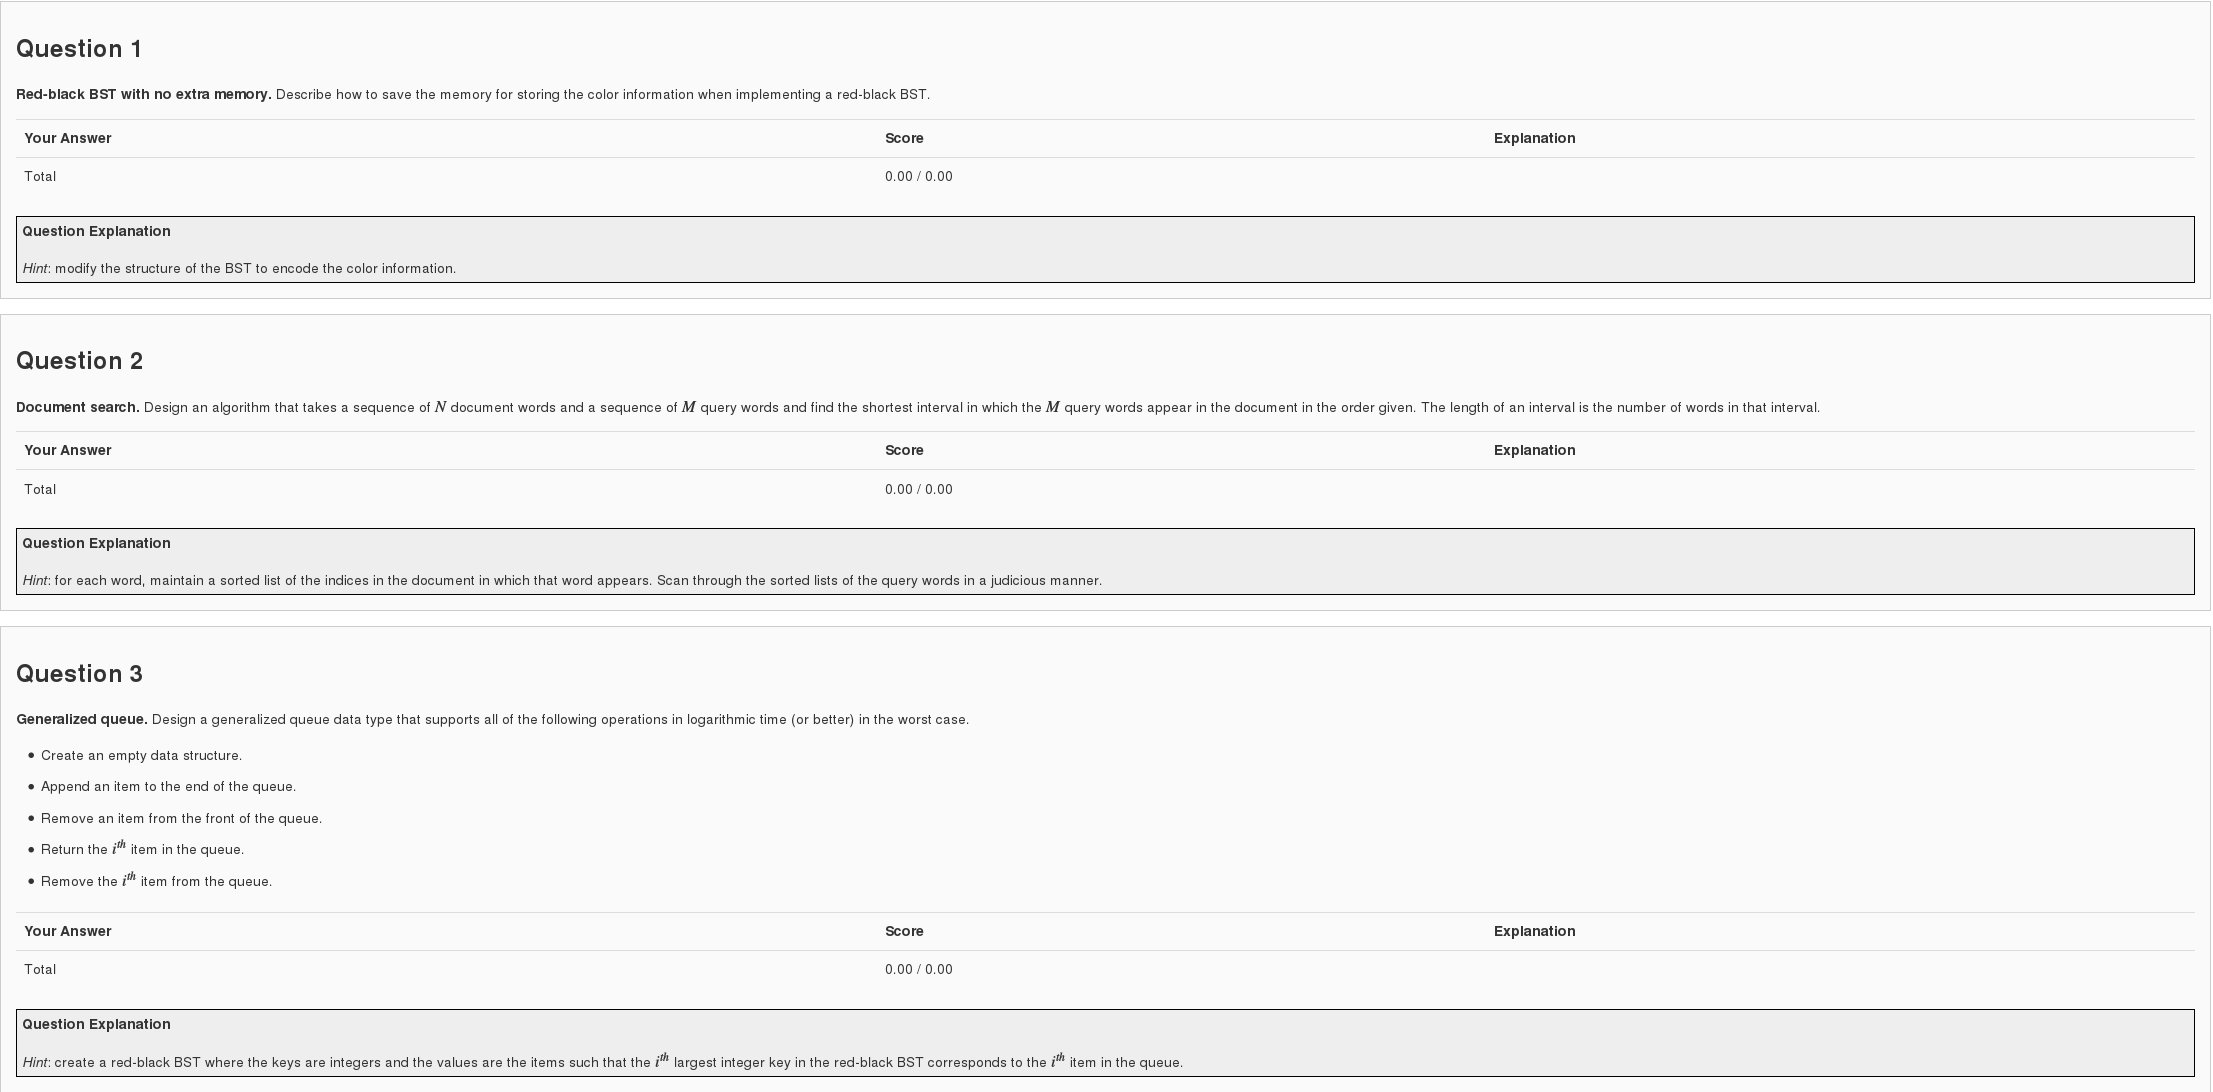 Question 1
Red-black BST with no extra memory. Describe how to save the memory for storing the color information when implementing a red-black BST.
Your Answer Score Explanation
Total 0.00 / 0.00
Question Explanation
Hint: modify the structure of the BST to encode the color information.
Question 2
Document search. Design an algorithm that takes a sequence of N document words and a sequence of M query words and find the shortest interval in which the M query words appear in the document in the order given. The length of an interval is the number of words in that interval.
Your Answer Score Explanation
Total 0.00 / 0.00
Question Explanation
Hint: for each word, maintain a sorted list of the indices in the document in which that word appears. Scan through the sorted lists of the query words in a judicious manner.
Question 3
Generalized queue. Design a generalized queue data type that supports all of the following operations in logarithmic time (or better) in the worst case.
• Create an empty data structure.
• Append an item to the end of the queue.
• Remove an item from the front of the queue.
• Return the i^th item in the queue.
• Remove the i^th item from the queue.
Your Answer Score Explanation
Total 0.00 / 0.00
Question Explanation
Hint: create a red-black BST where the keys are integers and the values are the items such that the i^th largest integer key in the red-black BST corresponds to the i^th item in the queue.